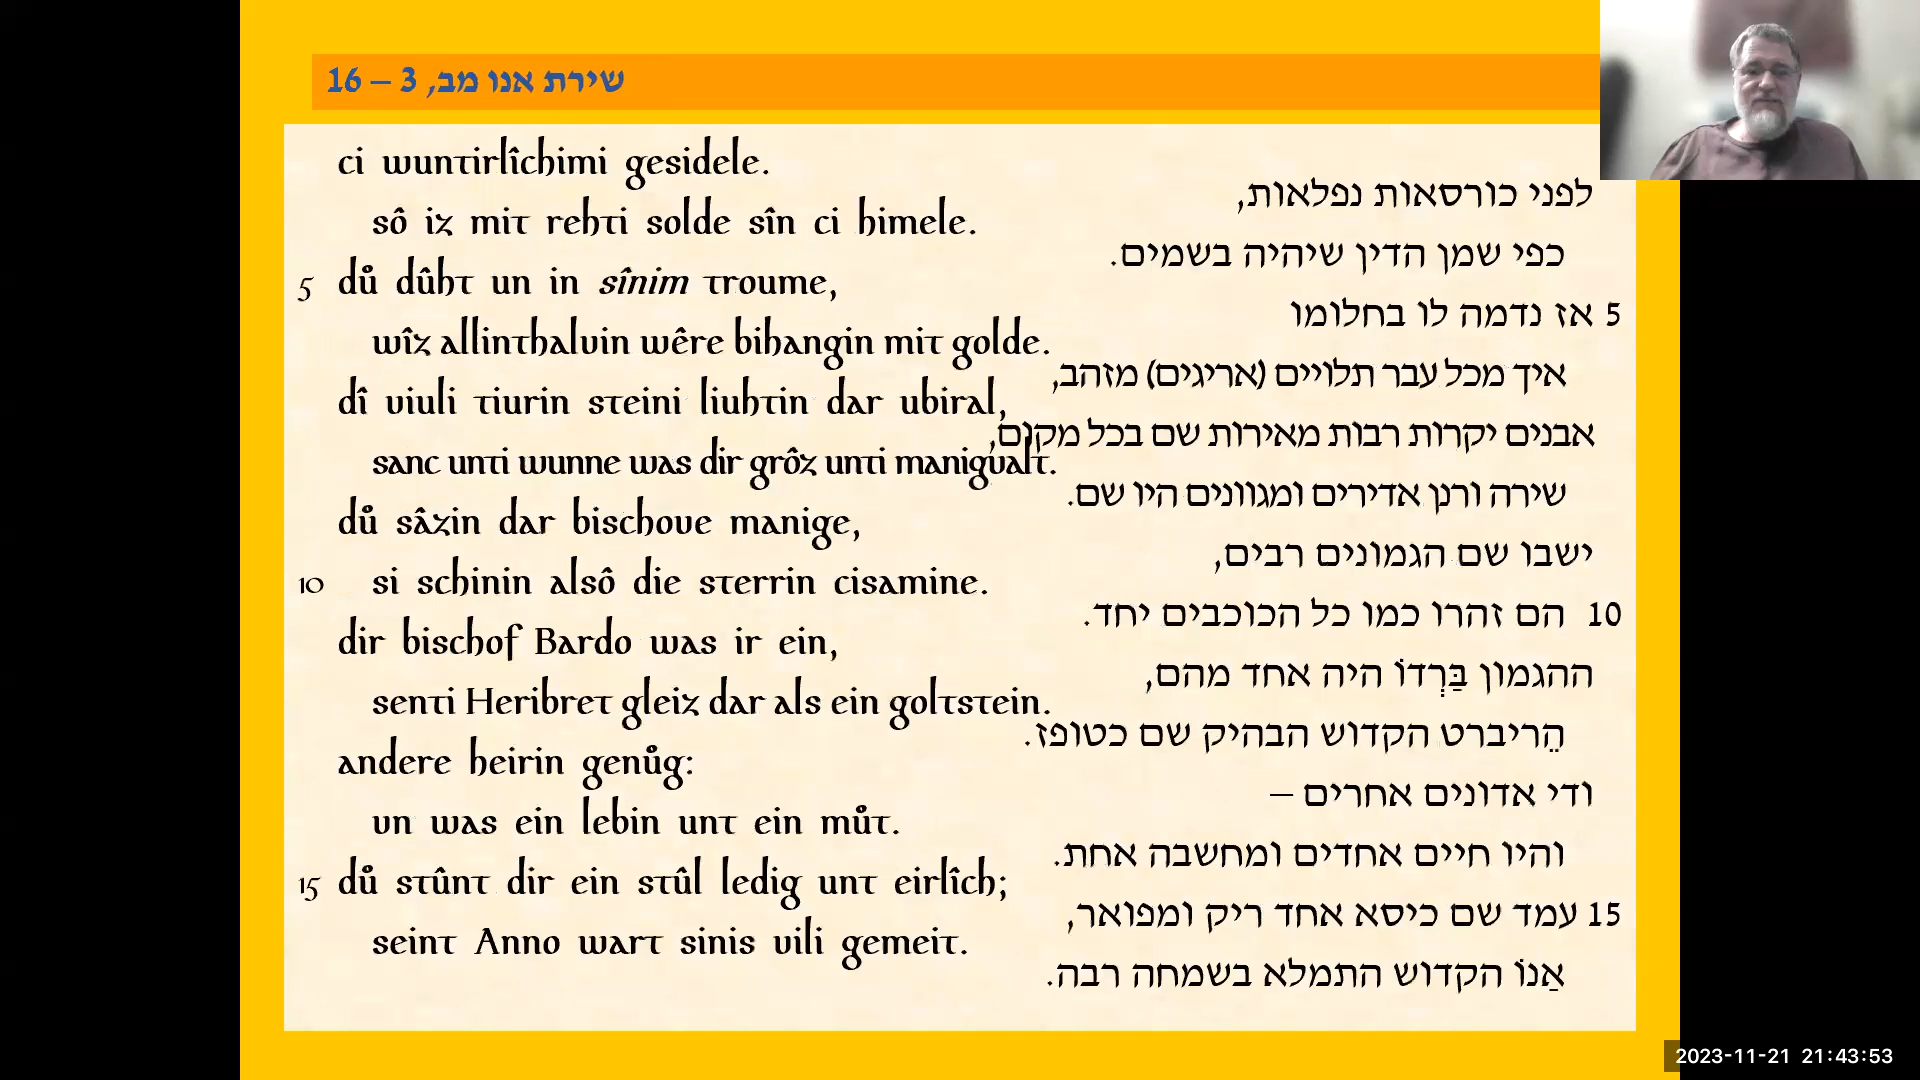 שירת אנו מב, 3 – 16
ci wuntirlîchimi gesidele.
sô iz mit rehti solde sîn ci himele.
5 dů dûht un in sînim troume,
wîz allinthalvin wêre bihangin mit golde.
dî viuli tiurin steini liuhtin dar ubiral,
sanc unti wunne was dir grôz unti manigvalt.
dů sâzin dar bischove manige,
10 si schinin alsô die sterrin cisamine.
dir bischof Bardo was ir ein,
senti Heribret gleiz dar als ein goltstein.
andere heirin genůg:
un was ein lebin unt ein můt.
15 dů stûnt dir ein stûl ledig unt eirlîch;
seint Anno wart sinis vili gemeit.
לפני כורסאות נפלאות,
כפי שמן הדין שיהיה בשמים.
5 אז נדמה לו בחלומו
איך מכל עבר תלויים (אריגים) מזהב,
אבנים יקרות רבות מאירות שם בכל מקום,
שירה ורנן אדירים ומגוונים היו שם.
ישבו שם הגמונים רבים,
10 הם זהרו כמו כל הכוכבים יחד.
ההגמון בַּרְדוֹ היה אחד מהם,
הֵריברט הקדוש הבהיק שם כטופז.
ודי אדונים אחרים –
והיו חיים אחדים ומחשבה אחת.
15 עמד שם כיסא אחד ריק ומפואר,
אַנוֹ הקדוש התמלא בשמחה רבה.
2023-11-21 21:43:53